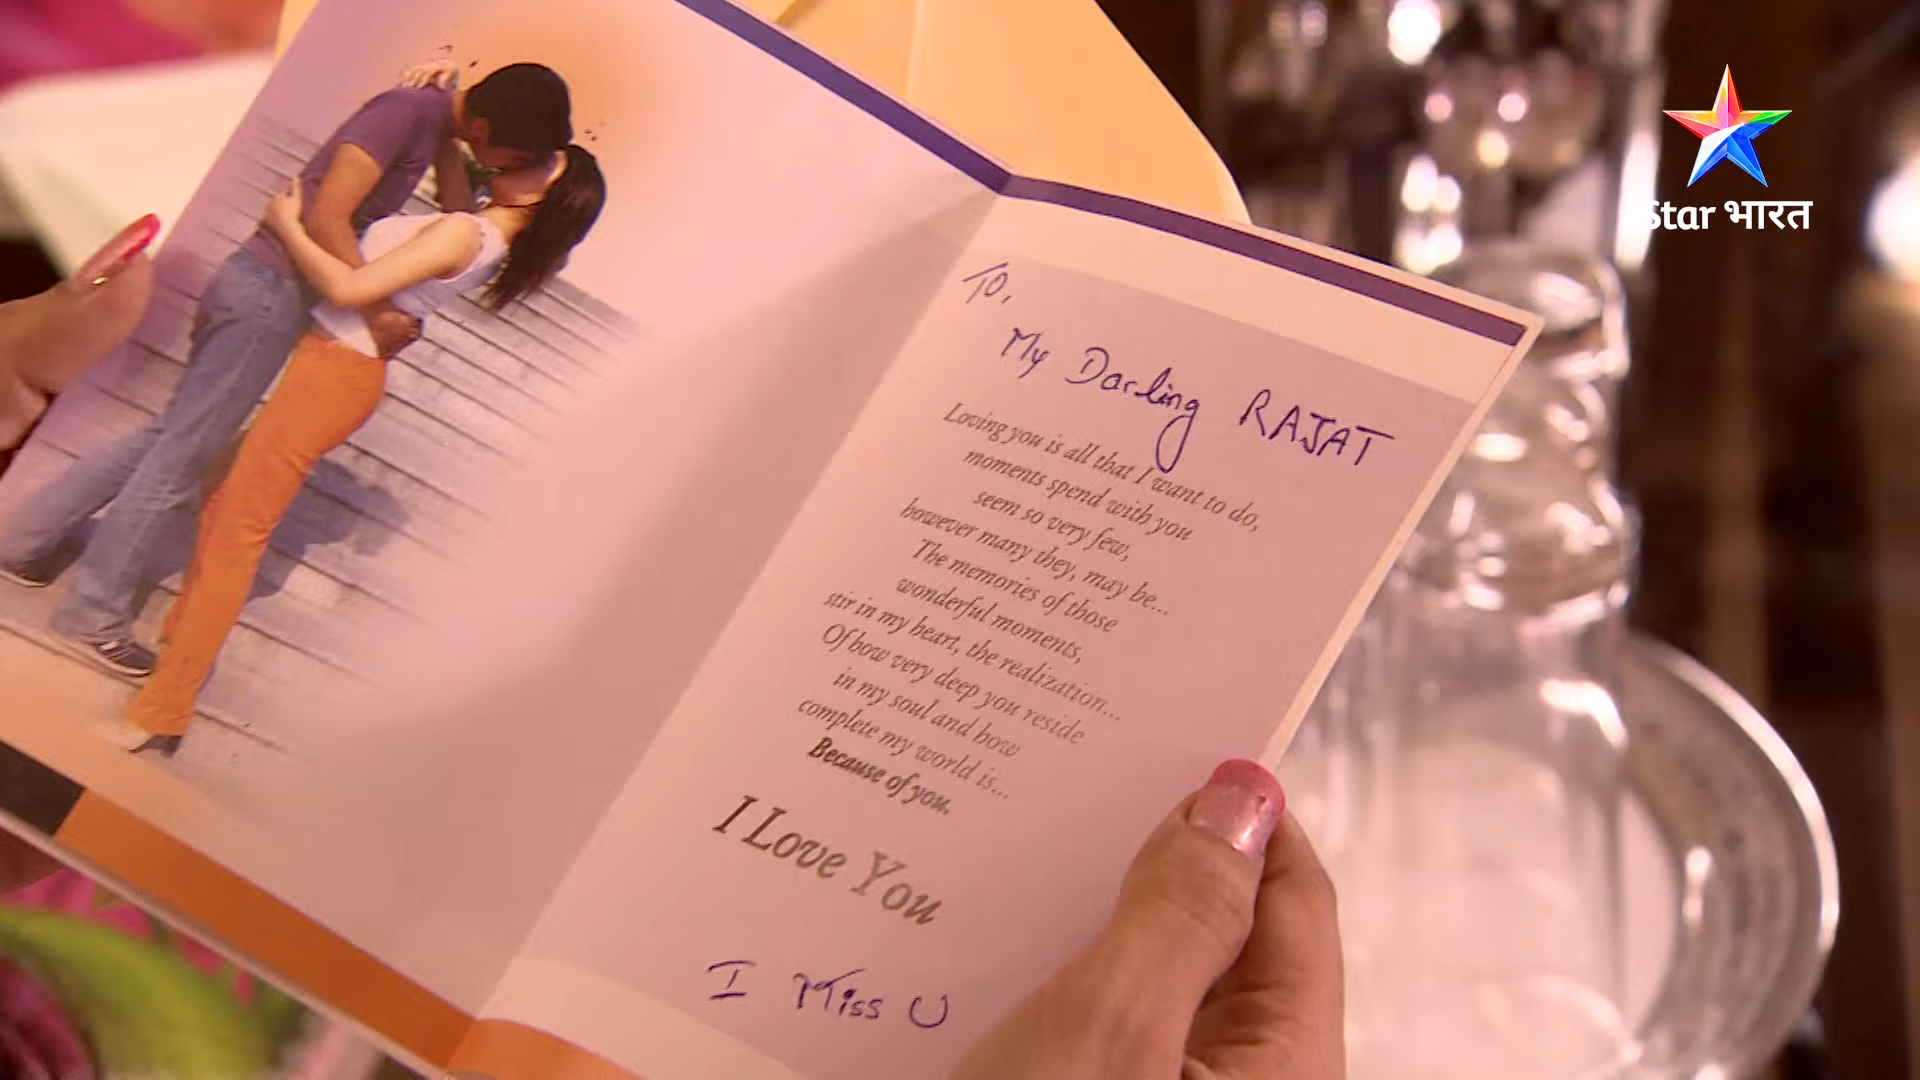 Star भारत
TO,
My Darling RAJAT
Loving you is all that I want to do,
moments spend with you
seem so very few,
however many they, may be...
The memories of those
wonderful moments,
stir in my heart, the realization...
Of how very deep you reside
in my soul and how
complete my world is...
Because of you.
I Love You
I Miss U